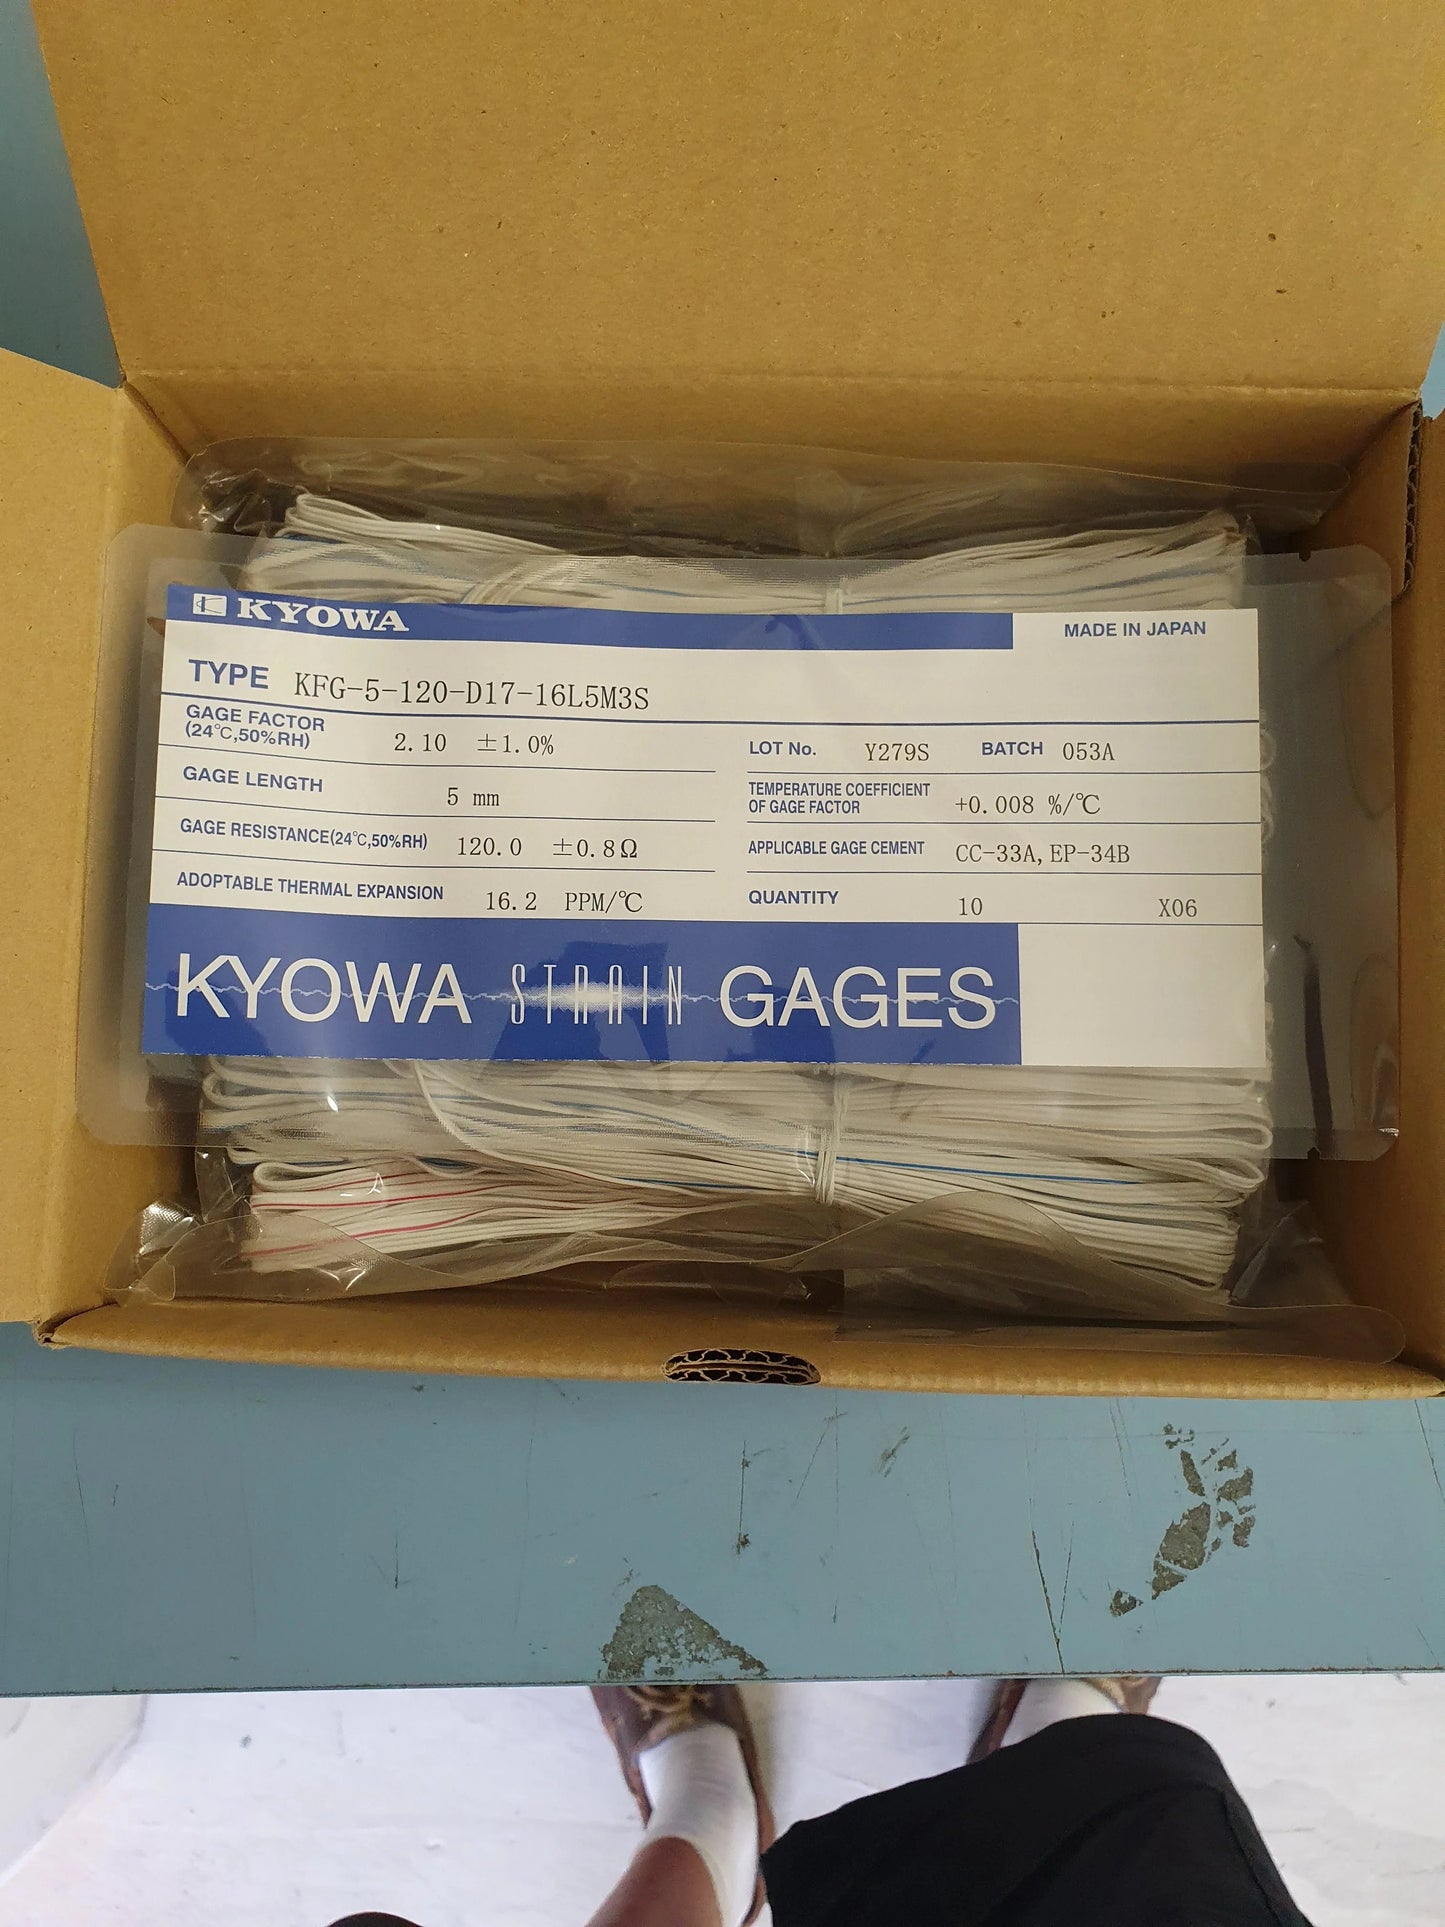 KYOWA
MADE IN JAPAN
TYPE KFG-5-120-D17-16L5M3S
GAGE FACTOR
(24℃,50%RH) 2.10 ±1.0%
LOT No. Y279S BATCH 053A
GAGE LENGTH 5 mm
TEMPERATURE COEFFICIENT
OF GAGE FACTOR +0.008 %/℃
GAGE RESISTANCE(24℃,50%RH) 120.0 ±0.8Ω
APPLICABLE GAGE CEMENT CC-33A, EP-34B
ADOPTABLE THERMAL EXPANSION 16.2 PPM/℃
QUANTITY 10 X06
KYOWA STRAIN GAGES